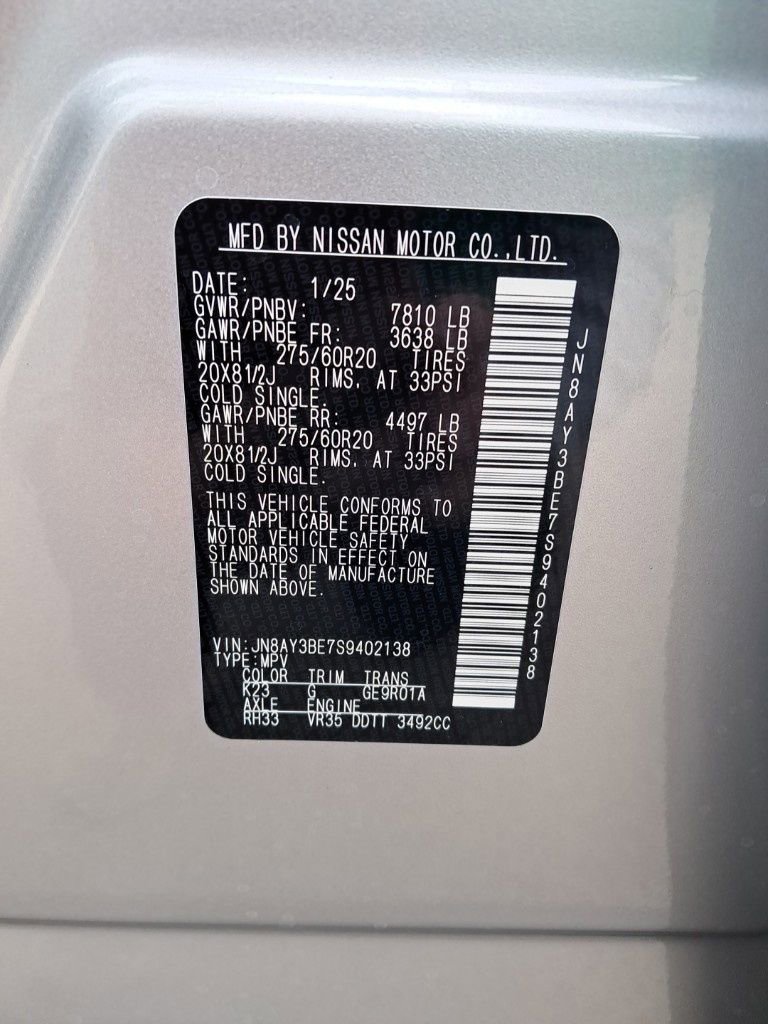 MFD BY NISSAN MOTOR CO.,LTD.
DATE: 1/25
GVWR/PNBV: 7810 LB
GAWR/PNBE FR: 3638 LB
WITH 275/60R20 TIRES
20X81/2J RIMS, AT 33PSI
COLD SINGLE.
GAWR/PNBE RR: 4497 LB
WITH 275/60R20 TIRES
20X81/2J RIMS, AT 33PSI
COLD SINGLE.
THIS VEHICLE CONFORMS TO
ALL APPLICABLE FEDERAL
MOTOR VEHICLE SAFETY
STANDARDS IN EFFECT ON
THE DATE OF MANUFACTURE
SHOWN ABOVE.
VIN:JN8AY3BE7S9402138
TYPE:MPV
COLOR TRIM TRANS
K23 G GE9R01A
AXLE ENGINE
RH33 VR35 DDTT 3492CC
JN8AY3BE7S9402138